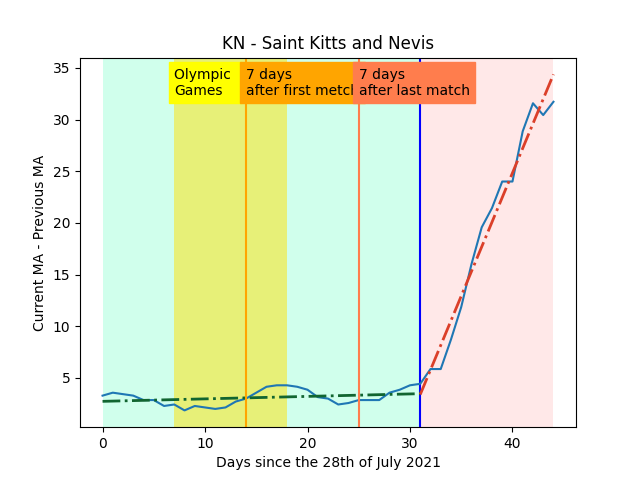 KN - Saint Kitts and Nevis
Olympic
Games
7 days
after first metch
7 days
after last match
Current MA - Previous MA
35
30
25
20
15
10
5
0
10
20
30
40
Days since the 28th of July 2021